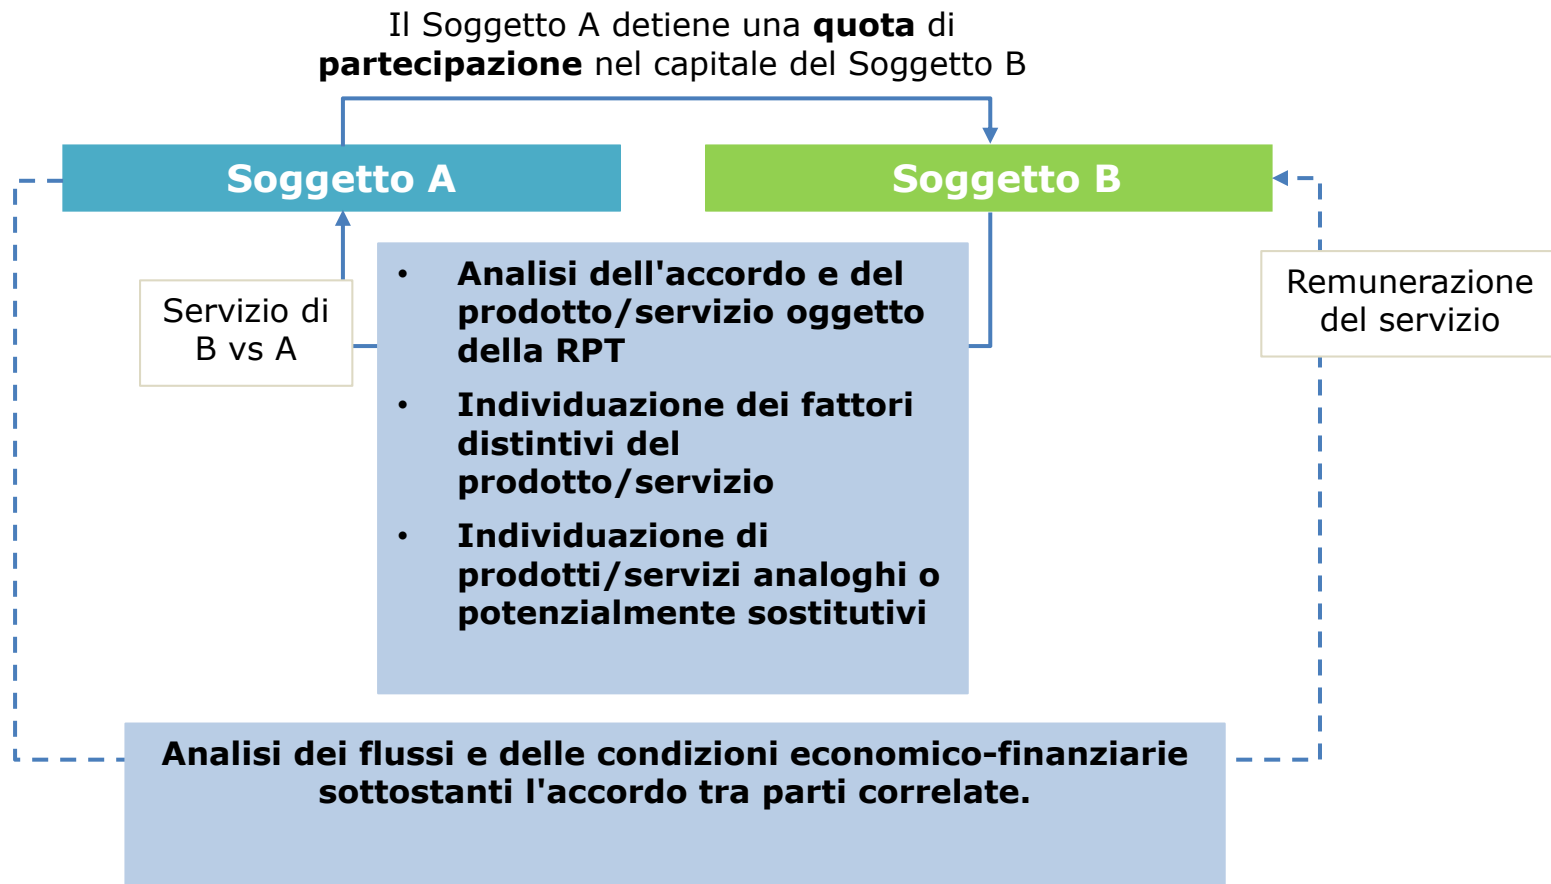 Il Soggetto A detiene una quota di
partecipazione nel capitale del Soggetto B
Soggetto A
Soggetto B
Servizio di
B vs A
• Analisi dell'accordo e del
prodotto/servizio oggetto
della RPT
• Individuazione dei fattori
distintivi del
prodotto/servizio
• Individuazione di
prodotti/servizi analoghi o
potenzialmente sostitutivi
Remunerazione
del servizio
Analisi dei flussi e delle condizioni economico-finanziarie
sottostanti l'accordo tra parti correlate.